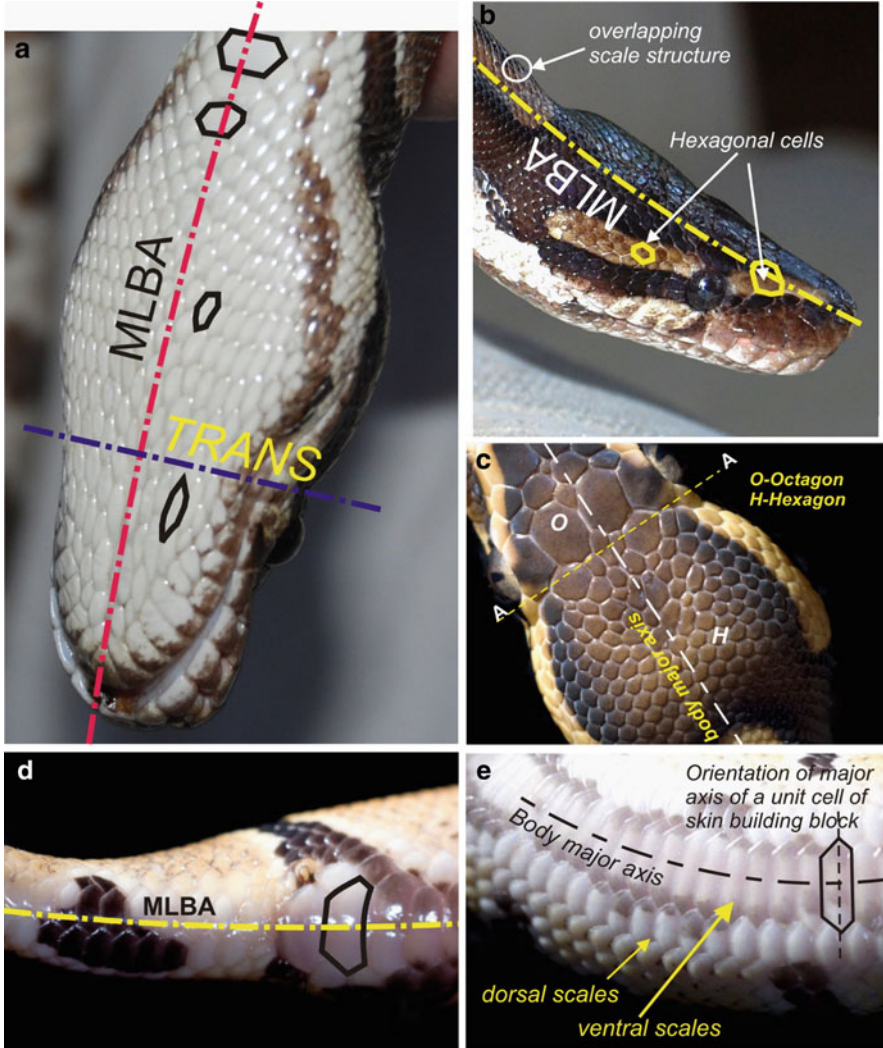 a
MLBA
TRANS
b
overlapping
scale structure
Hexagonal cells
MLBA
c
A
O-Octagon
H-Hexagon
O
A
H
body major axis
d
MLBA
e
Orientation of major
axis of a unit cell of
skin building block
Body major axis
dorsal scales
ventral scales